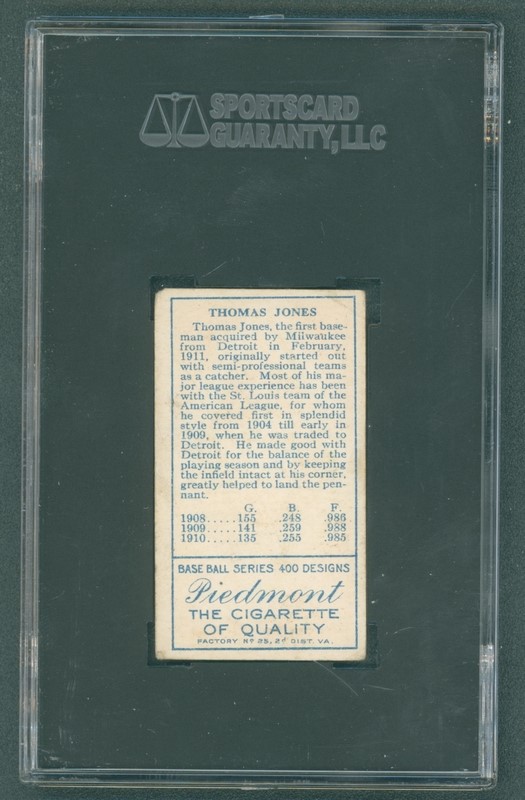 SPORTSCARD
GUARANTY, LLC
THOMAS JONES
Thomas Jones, the first base-
man acquired by Milwaukee
from Detroit in February,
1911, originally started out
with semi-professional teams
as a catcher. Most of his ma-
jor league experience has been
with the St. Louis team of the
American League, for whom
he covered first in splendid
style from 1904 till early in
1909, when he was traded to
Detroit. He made good with
Detroit for the balance of the
playing season and by keeping
the infield intact at his corner,
greatly helped to land the pen-
nant.
G. B. F.
1908.....155 .248 .986
1909.....141 .259 .988
1910.....135 .255 .985
BASE BALL SERIES 400 DESIGNS
Piedmont
THE CIGARETTE
OF QUALITY
FACTORY Nº 25, 2d DIST. VA.